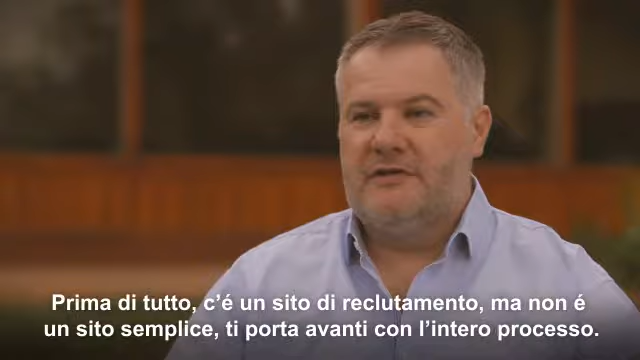 Prima di tutto, c’é un sito di reclutamento, ma non é
un sito semplice, ti porta avanti con l’intero processo.